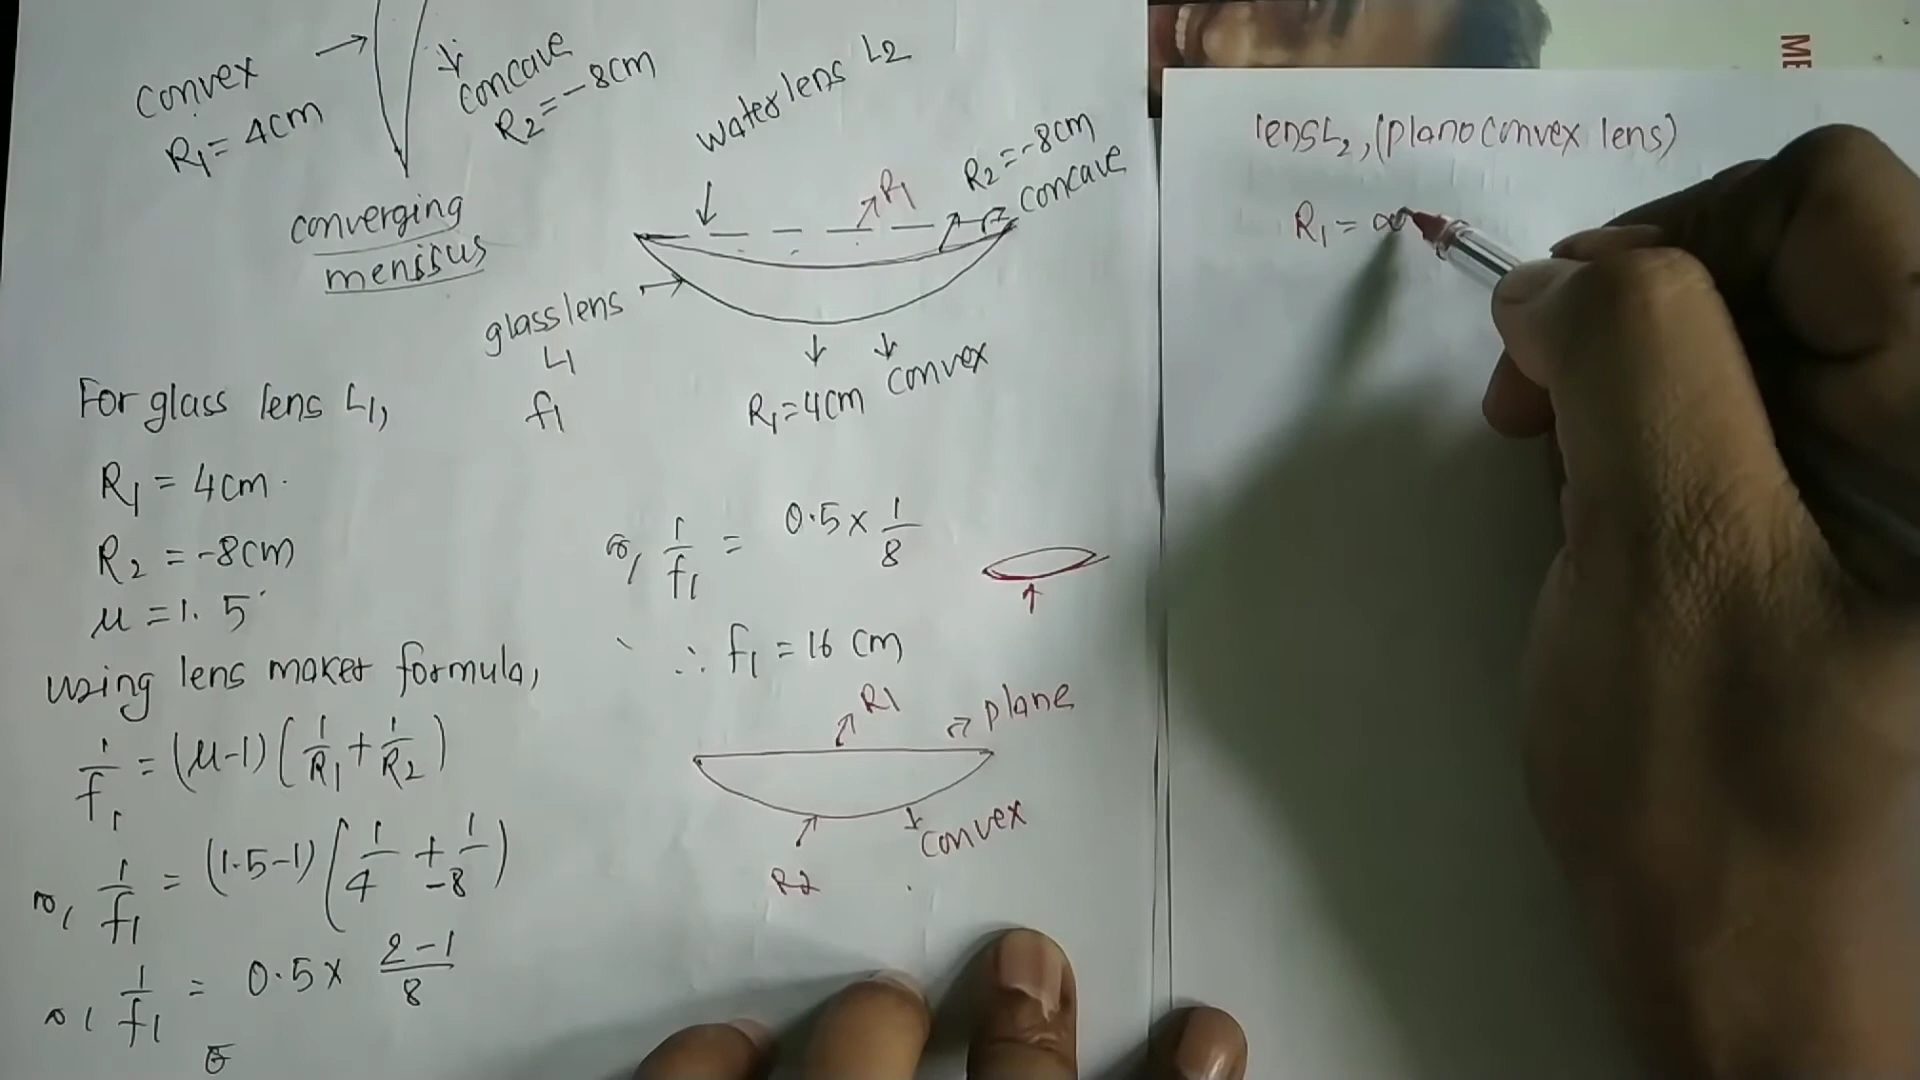 convex →
R₁ = 4cm
concave
R₂ = -8cm
converging
meniscus
water lens L2
R1
R2 = -8cm
concave
glass lens
L1
f1
R₁ = 4cm convex
For glass lens L1,
R₁ = 4cm
R₂ = -8cm
μ = 1.5
using lens maker formula,
1/f₁ = (μ-1)(1/R₁ + 1/R₂)
or, 1/f₁ = (1.5-1)(1/4 + 1/-8)
or, 1/f₁ = 0.5 × 2-1/8
or, 1/f₁ = 0.5 × 1/8
∴ f₁ = 16 cm
R1
plane
convex
R2
lens L₂, (plano convex lens)
R₁ = ∞
ME